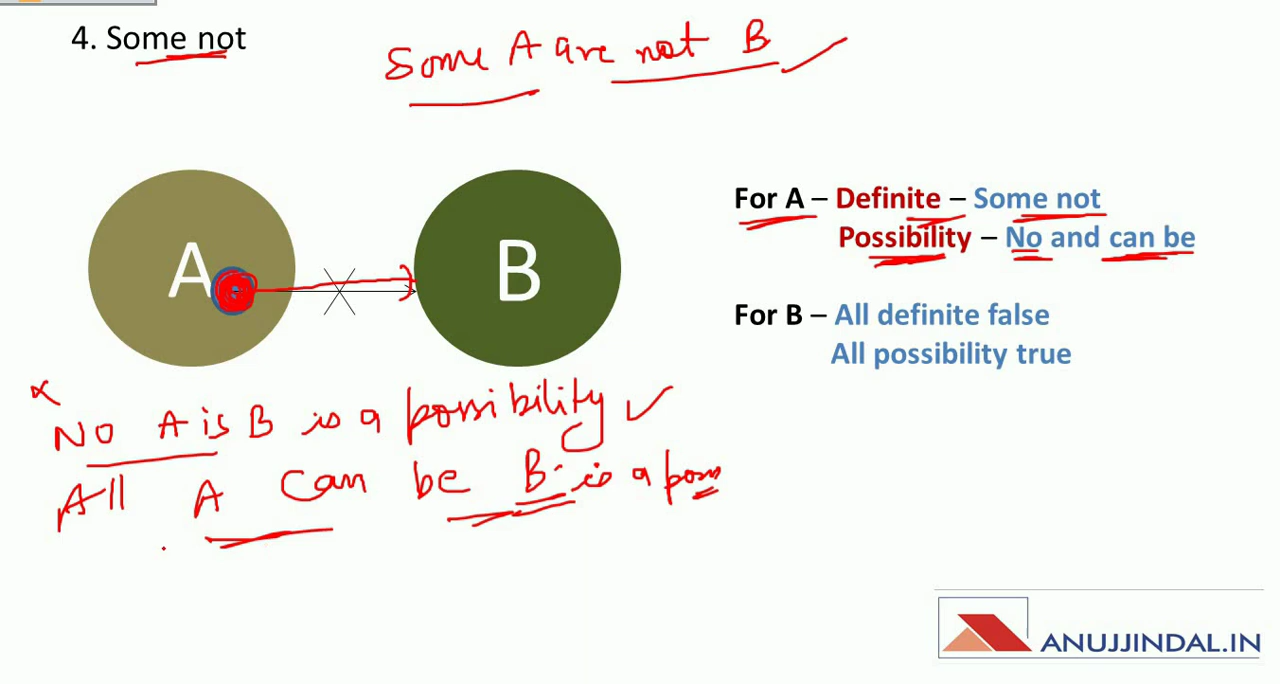 4. Some not
Some A are not B
A
B
For A – Definite – Some not
Possibility – No and can be
For B – All definite false
All possibility true
No A is B is a possibility
All A can be B is a poss
ANUJJINDAL.IN